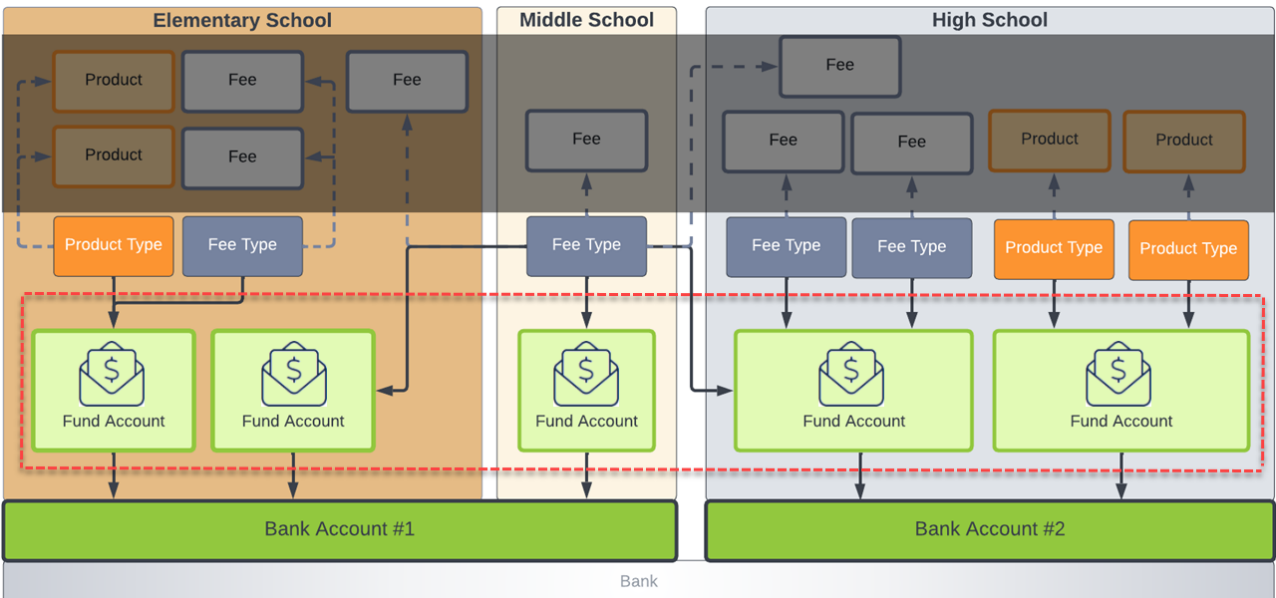 Elementary School
Middle School
High School
Product
Fee
Fee
Product
Fee
Fee
Fee
Fee
Fee
Product
Product
Product Type
Fee Type
Fee Type
Fee Type
Fee Type
Product Type
Product Type
$
Fund Account
$
Fund Account
$
Fund Account
$
Fund Account
$
Fund Account
Bank Account #1
Bank Account #2
Bank